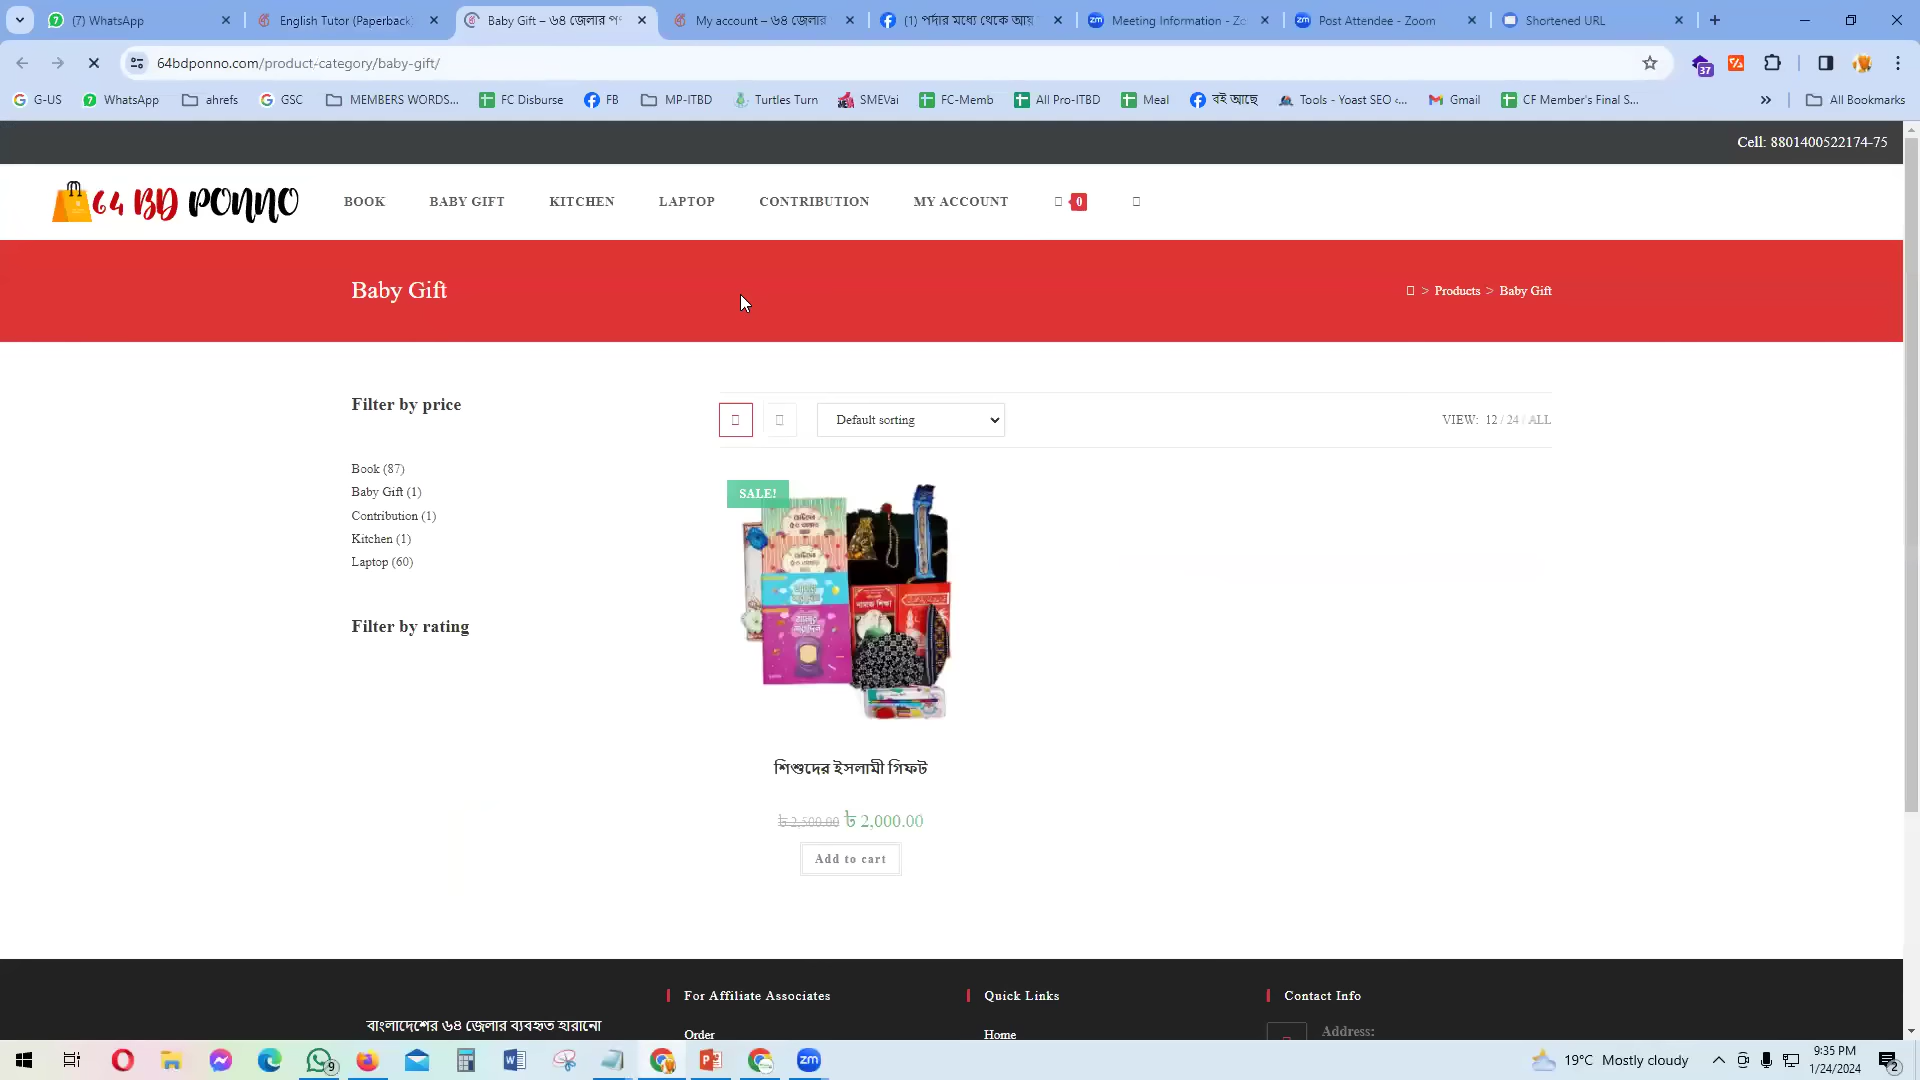 (7) WhatsApp
English Tutor (Paperback)
Baby Gift – ৬৪ জেলার পণ
My account – ৬৪ জেলার
(1) পর্দার মধ্যে থেকে আয়
Meeting Information - Zo
Post Attendee - Zoom
Shortened URL
64bdponno.com/product-category/baby-gift/
37
G-US
WhatsApp
ahrefs
GSC
MEMBERS WORDS...
FC Disburse
FB
MP-ITBD
Turtles Turn
SMEVai
FC-Memb
All Pro-ITBD
Meal
বই আছে
Tools - Yoast SEO ‹...
Gmail
CF Member's Final S...
All Bookmarks
Cell: 8801400522174-75
64 BD PONNO
BOOK
BABY GIFT
KITCHEN
LAPTOP
CONTRIBUTION
MY ACCOUNT
0
Baby Gift
> Products > Baby Gift
Filter by price
Default sorting
VIEW: 12 / 24 / ALL
Book (87)
Baby Gift (1)
Contribution (1)
Kitchen (1)
Laptop (60)
Filter by rating
SALE!
নামাজ শিক্ষা
শিশুদের ইসলামী গিফট
৳ 2,500.00 ৳ 2,000.00
Add to cart
For Affiliate Associates
Quick Links
Contact Info
বাংলাদেশের ৬৪ জেলার ব্যবহৃত হারানো
Order
Home
Address:
9
zm
19°C Mostly cloudy
9:35 PM
1/24/2024
2